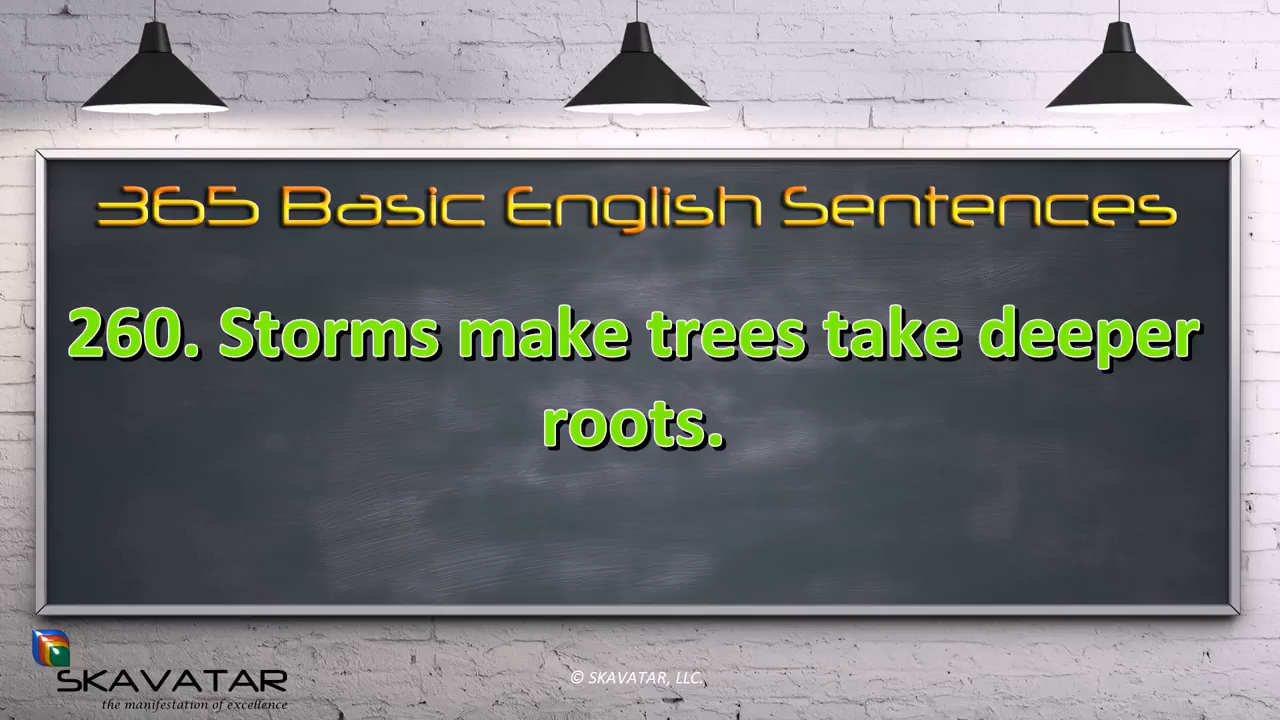 365 Basic English Sentences
260. Storms make trees take deeper
roots.
SKAVATAR
the manifestation of excellence
© SKAVATAR, LLC.